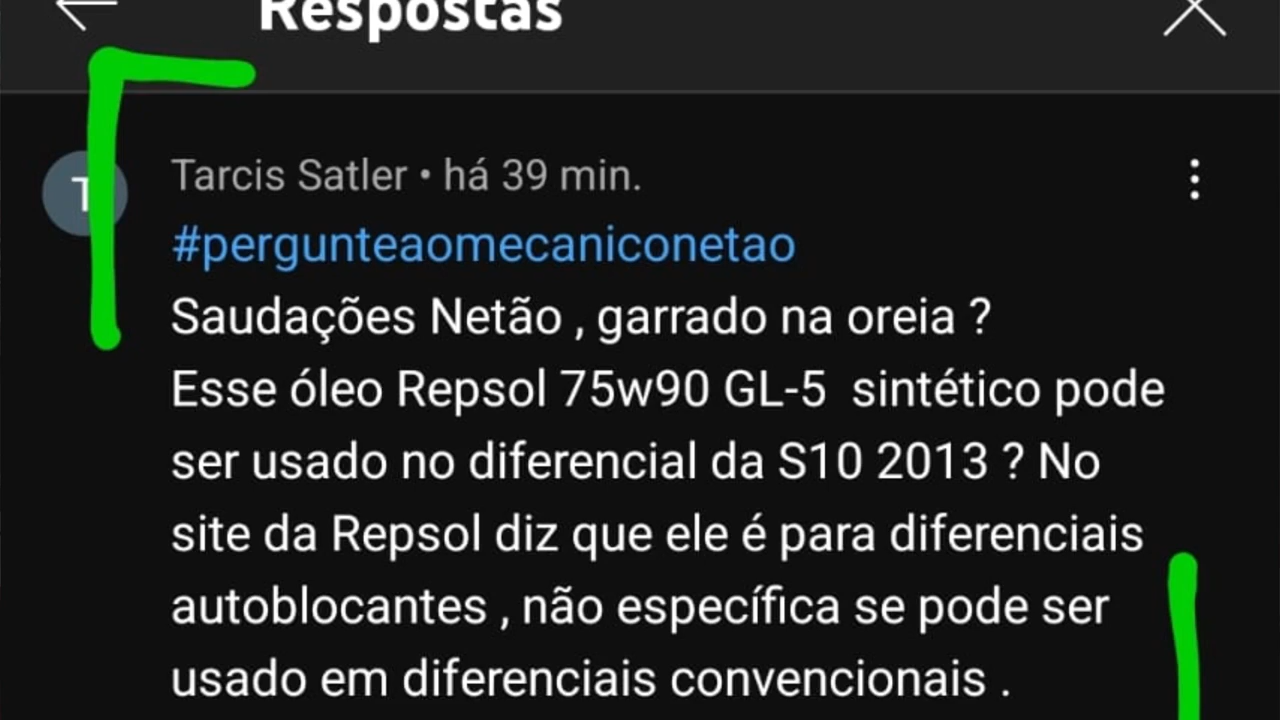 Respostas
T
Tarcis Satler • há 39 min.
#pergunteaomecaniconetao
Saudações Netão , garrado na oreia ?
Esse óleo Repsol 75w90 GL-5 sintético pode
ser usado no diferencial da S10 2013 ? No
site da Repsol diz que ele é para diferenciais
autoblocantes , não específica se pode ser
usado em diferenciais convencionais .